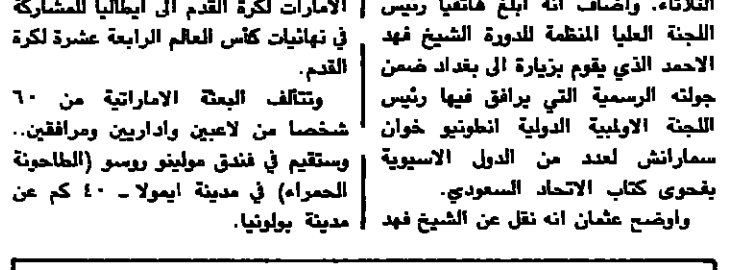 الثلاثاء. واضاف انه ابلغ هاتفيا رئيس
اللجنة العليا المنظمة للدورة الشيخ فهد
الاحمد الذي يقوم بزيارة الى بغداد ضمن
جولته الرسمية التي يرافق فيها رئيس
اللجنة الاولمبية الدولية انطونيو خوان
سمارانش لعدد من الدول الاسيوية
بفحوى كتاب الاتحاد السعودي.
واوضح عثمان انه نقل عن الشيخ فهد
الامارات لكرة القدم الى ايطاليا للمشاركة
في نهائيات كأس العالم الرابعة عشرة لكرة
القدم.
وتتألف البعثة الاماراتية من ٦٠
شخصا من لاعبين واداريين ومرافقين..
وستقيم في فندق مولينو روسو (الطاحونة
الحمراء) في مدينة ايمولا ـ ٤٠ كم عن
مدينة بولونيا.